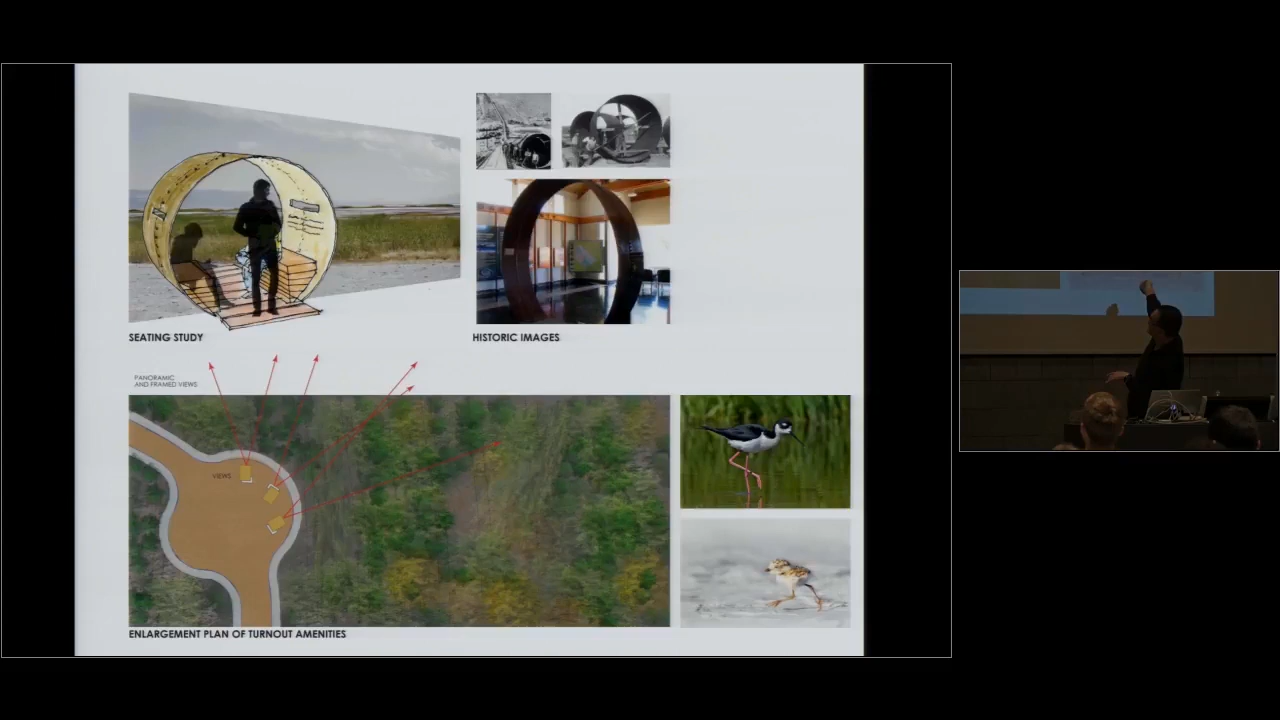 SEATING STUDY
HISTORIC IMAGES
PANORAMIC
AND FRAMED VIEWS
VIEWS
ENLARGEMENT PLAN OF TURNOUT AMENITIES